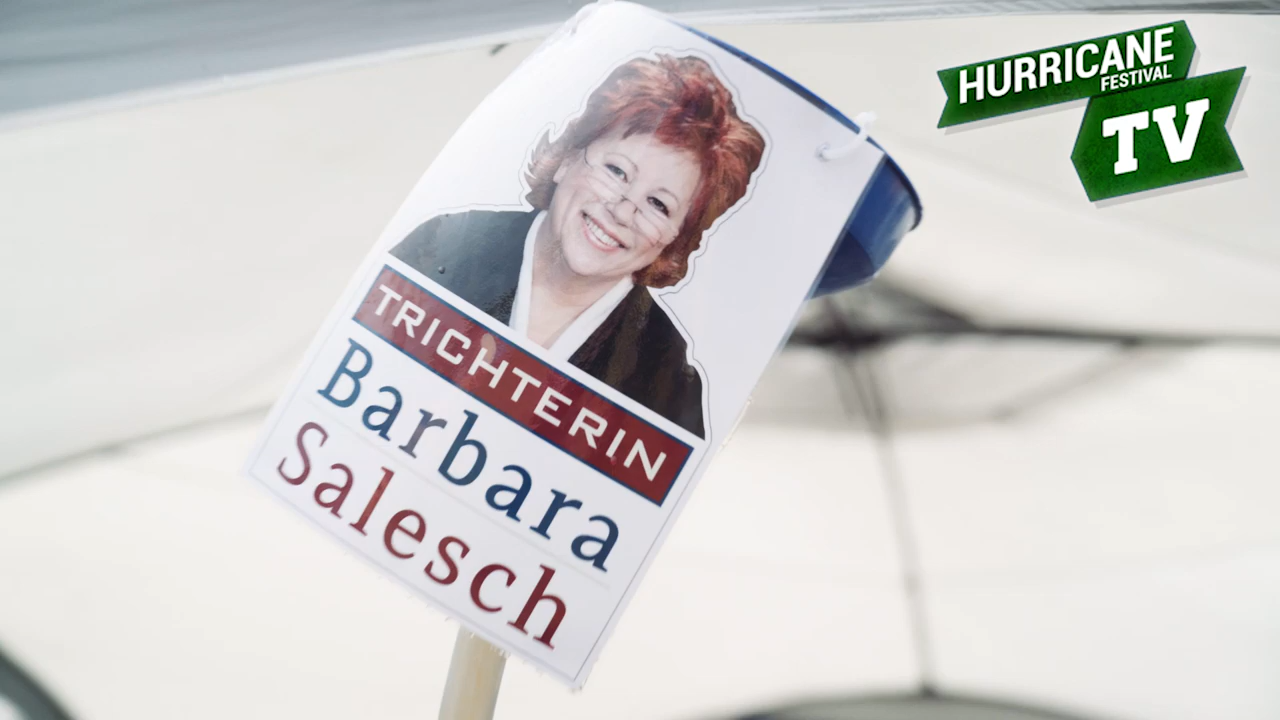 TRICHTERIN
Barbara
Salesch
HURRICANE
FESTIVAL
TV